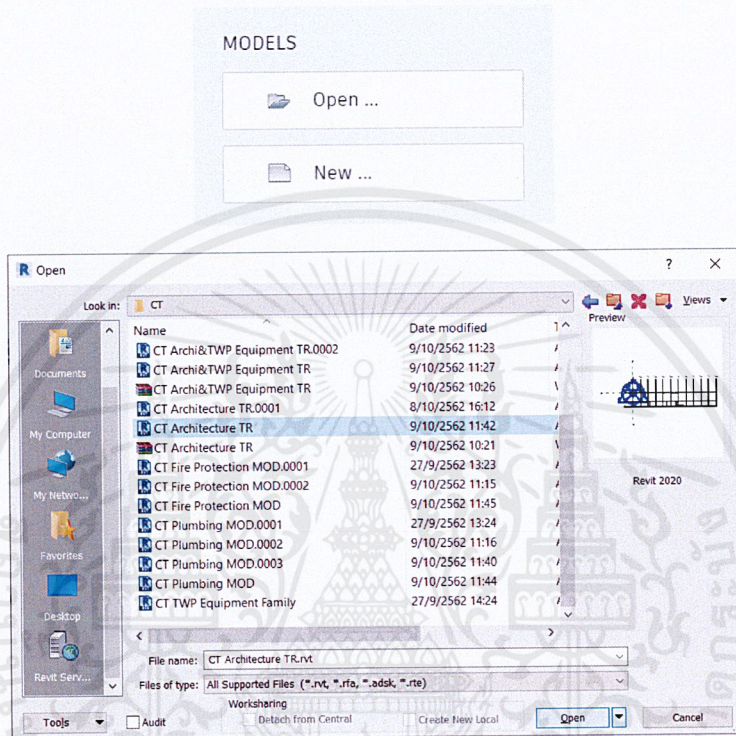 MODELS
Open ...
New ...
R Open
? X
Look in: CT
Views
Preview
Name Date modified
CT Archi&TWP Equipment TR.0002 9/10/2562 11:23
CT Archi&TWP Equipment TR 9/10/2562 11:27
CT Archi&TWP Equipment TR 9/10/2562 10:26
CT Architecture TR.0001 8/10/2562 16:12
CT Architecture TR 9/10/2562 11:42
CT Architecture TR 9/10/2562 10:21
CT Fire Protection MOD.0001 27/9/2562 13:23
CT Fire Protection MOD.0002 9/10/2562 11:15
CT Fire Protection MOD 9/10/2562 11:45
CT Plumbing MOD.0001 27/9/2562 13:24
CT Plumbing MOD.0002 9/10/2562 11:16
CT Plumbing MOD.0003 9/10/2562 11:40
CT Plumbing MOD 9/10/2562 11:44
CT TWP Equipment Family 27/9/2562 14:24
Documents
My Computer
My Netwo...
Favorites
Desktop
Revit Serv...
Revit 2020
File name: CT Architecture TR.rvt
Files of type: All Supported Files (*.rvt, *.rfa, *.adsk, *.rte)
Worksharing
Tools Audit Detach from Central Create New Local Open Cancel